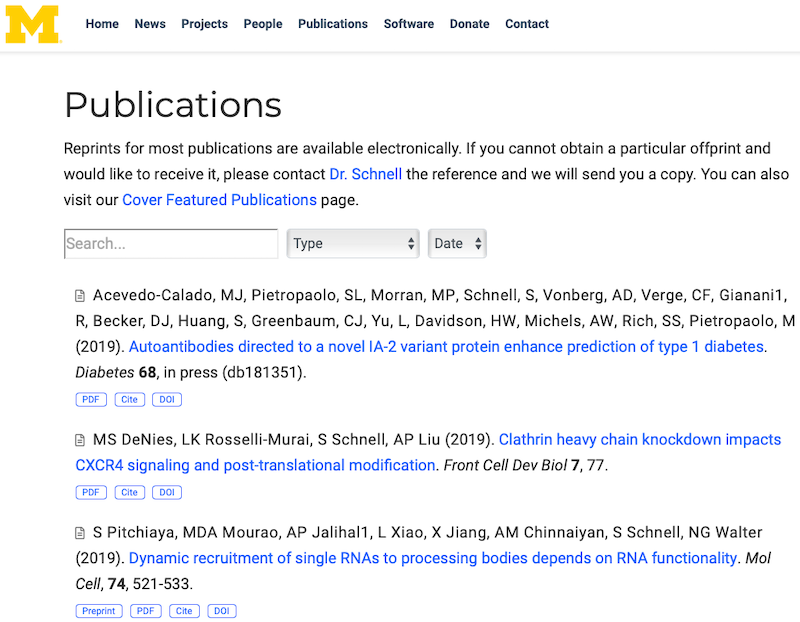 M
Home News Projects People Publications Software Donate Contact
Publications
Reprints for most publications are available electronically. If you cannot obtain a particular offprint and
would like to receive it, please contact Dr. Schnell the reference and we will send you a copy. You can also
visit our Cover Featured Publications page.
Search... Type Date
Acevedo-Calado, MJ, Pietropaolo, SL, Morran, MP, Schnell, S, Vonberg, AD, Verge, CF, Gianani1,
R, Becker, DJ, Huang, S, Greenbaum, CJ, Yu, L, Davidson, HW, Michels, AW, Rich, SS, Pietropaolo, M
(2019). Autoantibodies directed to a novel IA-2 variant protein enhance prediction of type 1 diabetes.
Diabetes 68, in press (db181351).
PDF Cite DOI
MS DeNies, LK Rosselli-Murai, S Schnell, AP Liu (2019). Clathrin heavy chain knockdown impacts
CXCR4 signaling and post-translational modification. Front Cell Dev Biol 7, 77.
PDF Cite DOI
S Pitchiaya, MDA Mourao, AP Jalihal1, L Xiao, X Jiang, AM Chinnaiyan, S Schnell, NG Walter
(2019). Dynamic recruitment of single RNAs to processing bodies depends on RNA functionality. Mol
Cell, 74, 521-533.
Preprint PDF Cite DOI